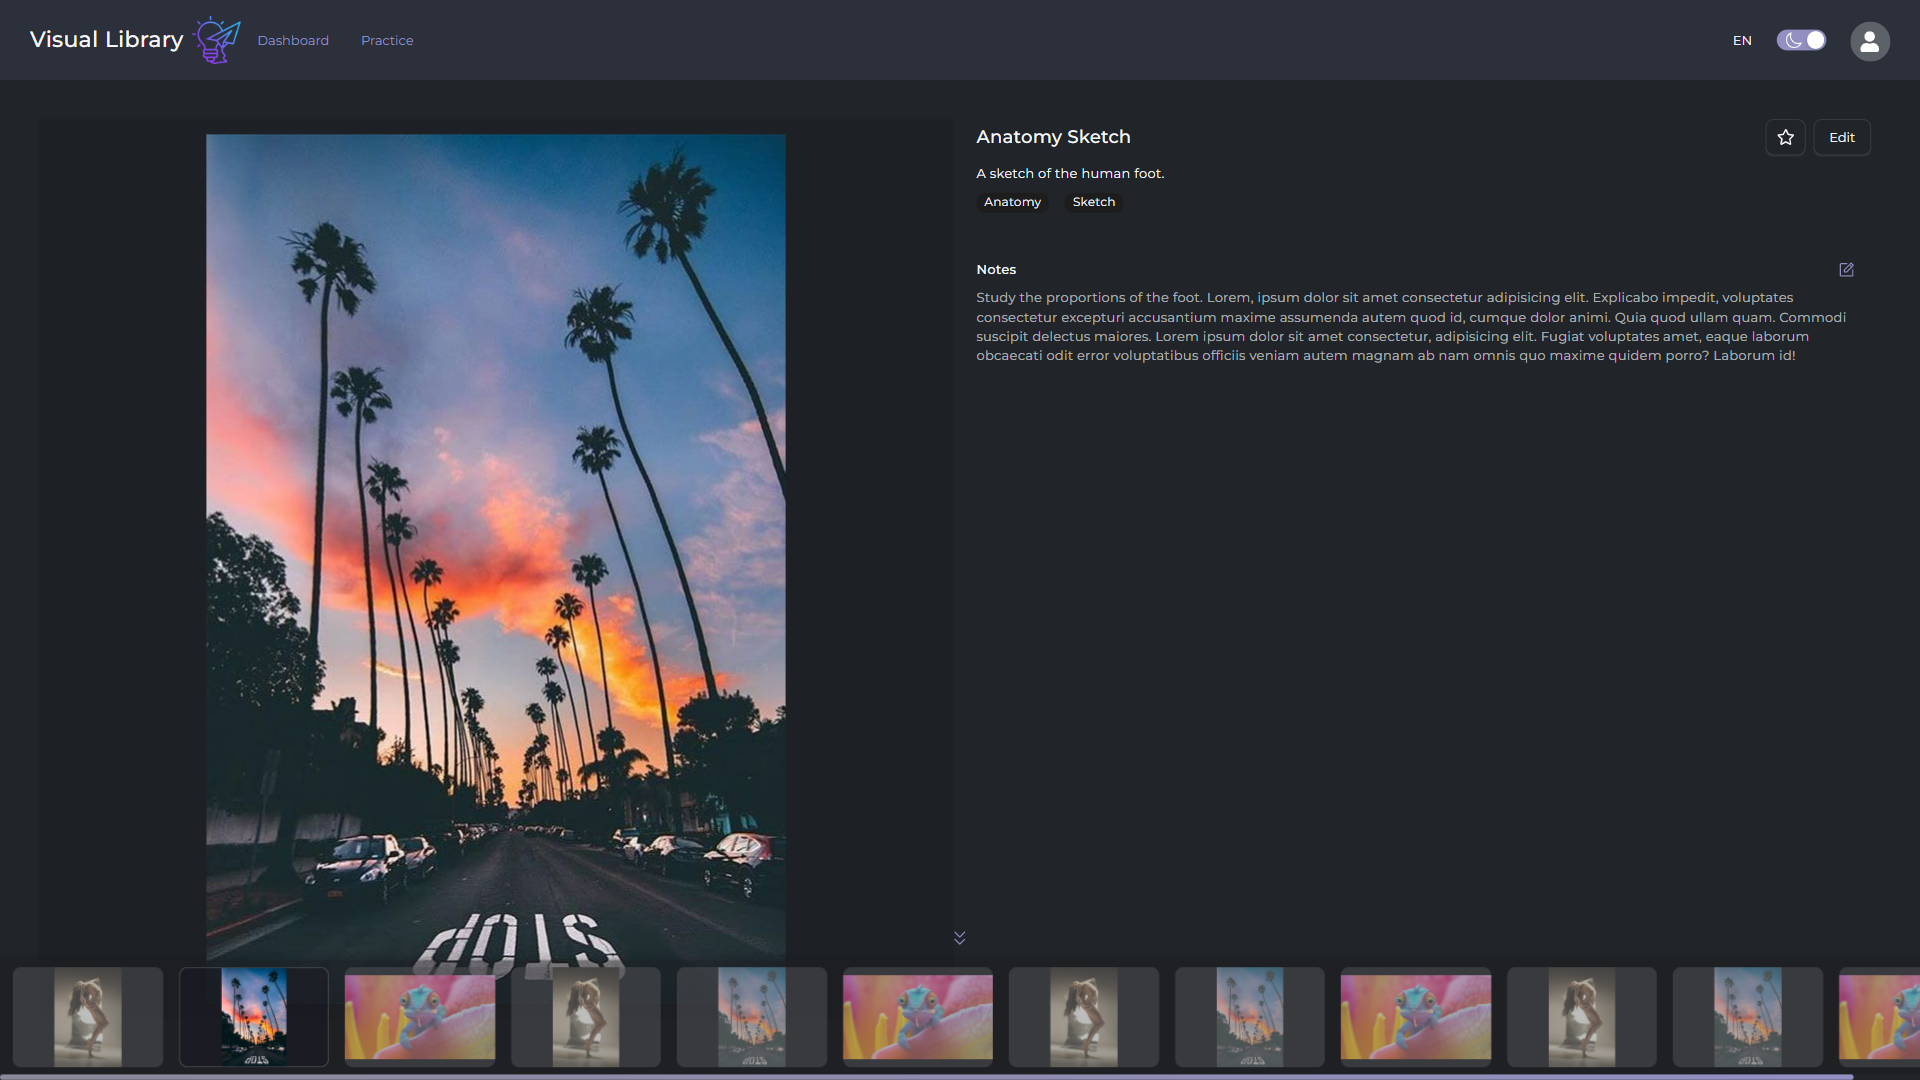 Visual Library
Dashboard
Practice
EN
Anatomy Sketch
Edit
A sketch of the human foot.
Anatomy
Sketch
Notes
Study the proportions of the foot. Lorem, ipsum dolor sit amet consectetur adipisicing elit. Explicabo impedit, voluptates
consectetur excepturi accusantium maxime assumenda autem quod id, cumque dolor animi. Quia quod ullam quam. Commodi
suscipit delectus maiores. Lorem ipsum dolor sit amet consectetur, adipisicing elit. Fugiat voluptates amet, eaque laborum
obcaecati odit error voluptatibus officiis veniam autem magnam ab nam omnis quo maxime quidem porro? Laborum id!
STOP